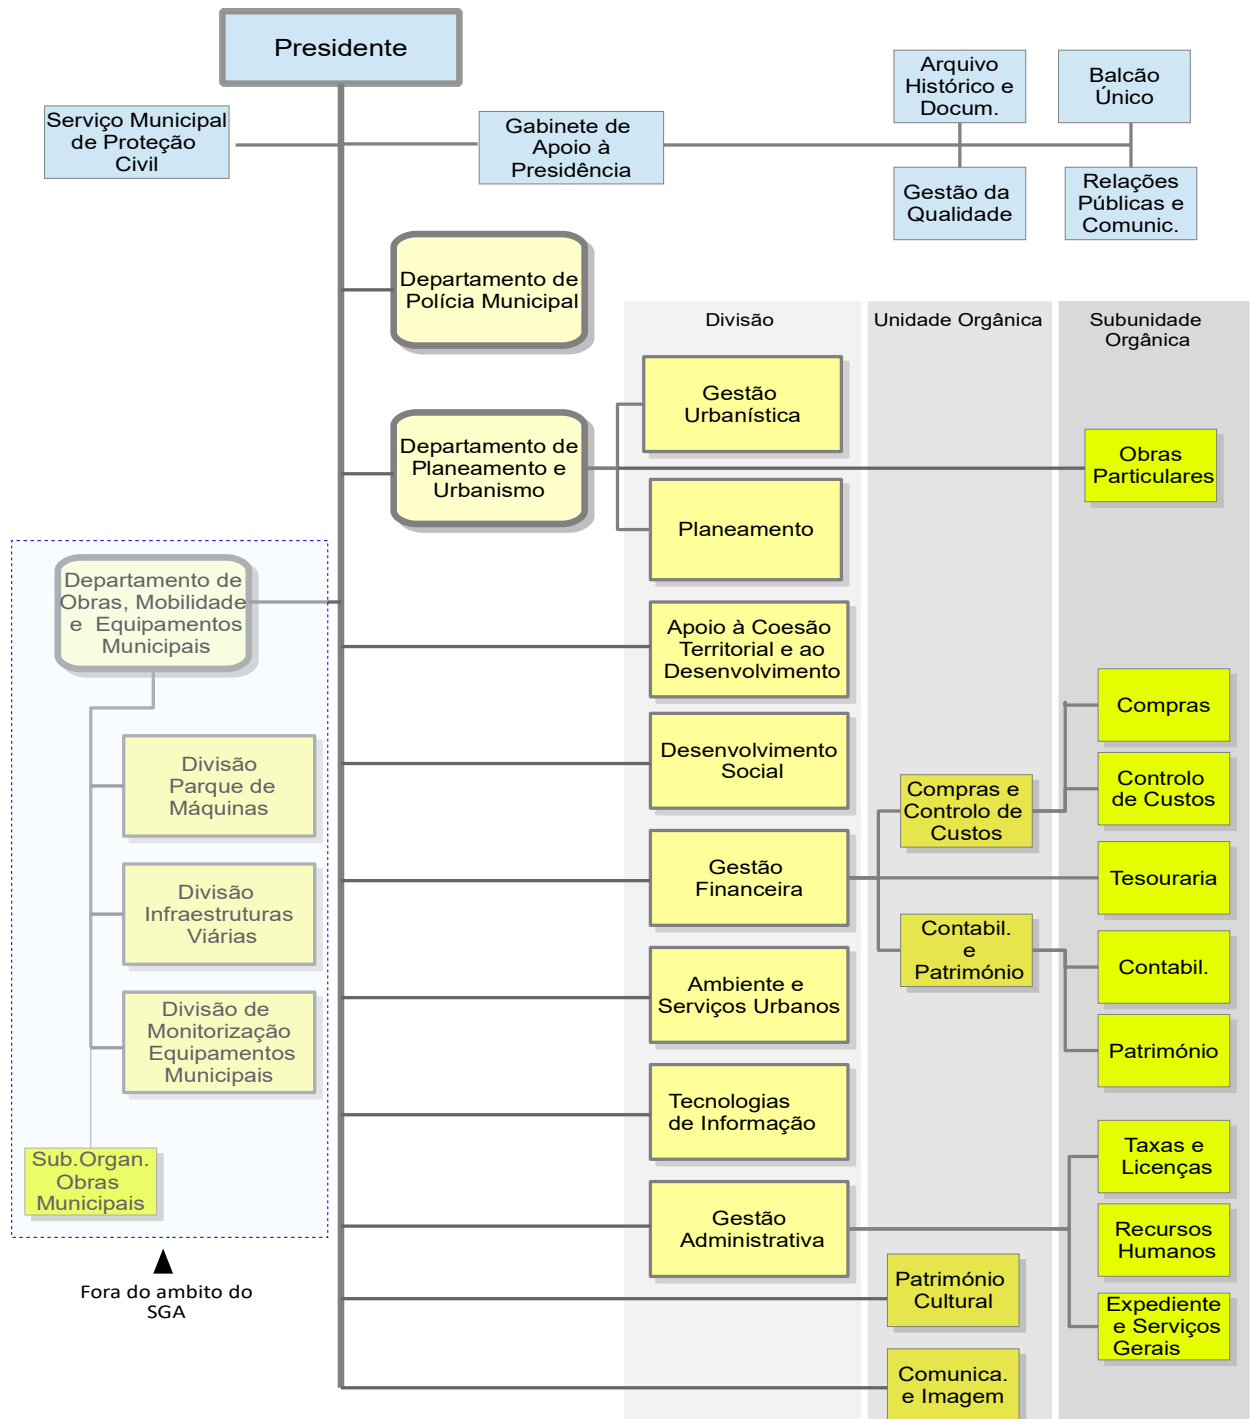 Presidente
Serviço Municipal
de Proteção
Civil
Gabinete de
Apoio à
Presidência
Arquivo
Histórico e
Docum.
Balcão
Único
Gestão da
Qualidade
Relações
Públicas e
Comunic.
Departamento de
Polícia Municipal
Divisão
Unidade Orgânica
Subunidade
Orgânica
Gestão
Urbanística
Departamento de
Planeamento e
Urbanismo
Obras
Particulares
Planeamento
Departamento de
Obras, Mobilidade
e Equipamentos
Municipais
Divisão
Parque de
Máquinas
Divisão
Infraestruturas
Viárias
Divisão de
Monitorização
Equipamentos
Municipais
Sub.Organ.
Obras
Municipais
Fora do ambito do
SGA
Apoio à Coesão
Territorial e ao
Desenvolvimento
Desenvolvimento
Social
Gestão
Financeira
Compras e
Controlo de
Custos
Contabil.
e
Património
Compras
Controlo
de Custos
Tesouraria
Contabil.
Património
Ambiente e
Serviços Urbanos
Tecnologias
de Informação
Gestão
Administrativa
Taxas e
Licenças
Recursos
Humanos
Expediente
e Serviços
Gerais
Património
Cultural
Comunica.
e Imagem